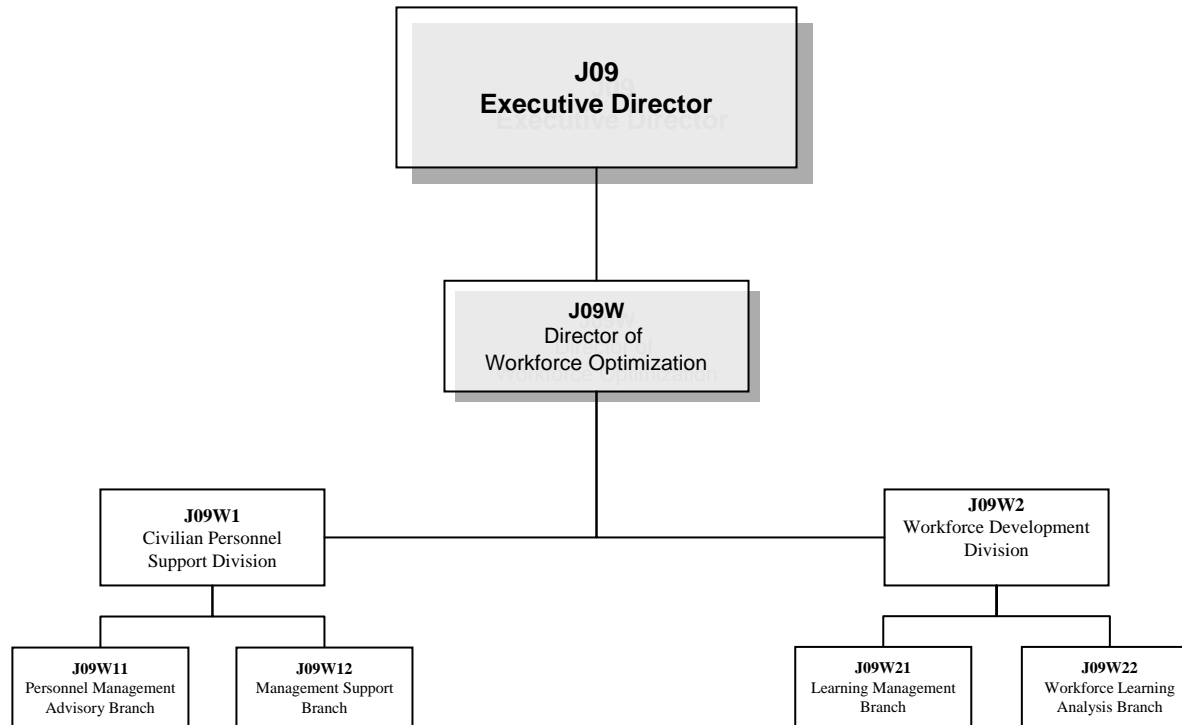 J09
Executive Director
J09W
Director of
Workforce Optimization
J09W1
Civilian Personnel
Support Division
J09W2
Workforce Development
Division
J09W11
Personnel Management
Advisory Branch
J09W12
Management Support
Branch
J09W21
Learning Management
Branch
J09W22
Workforce Learning
Analysis Branch